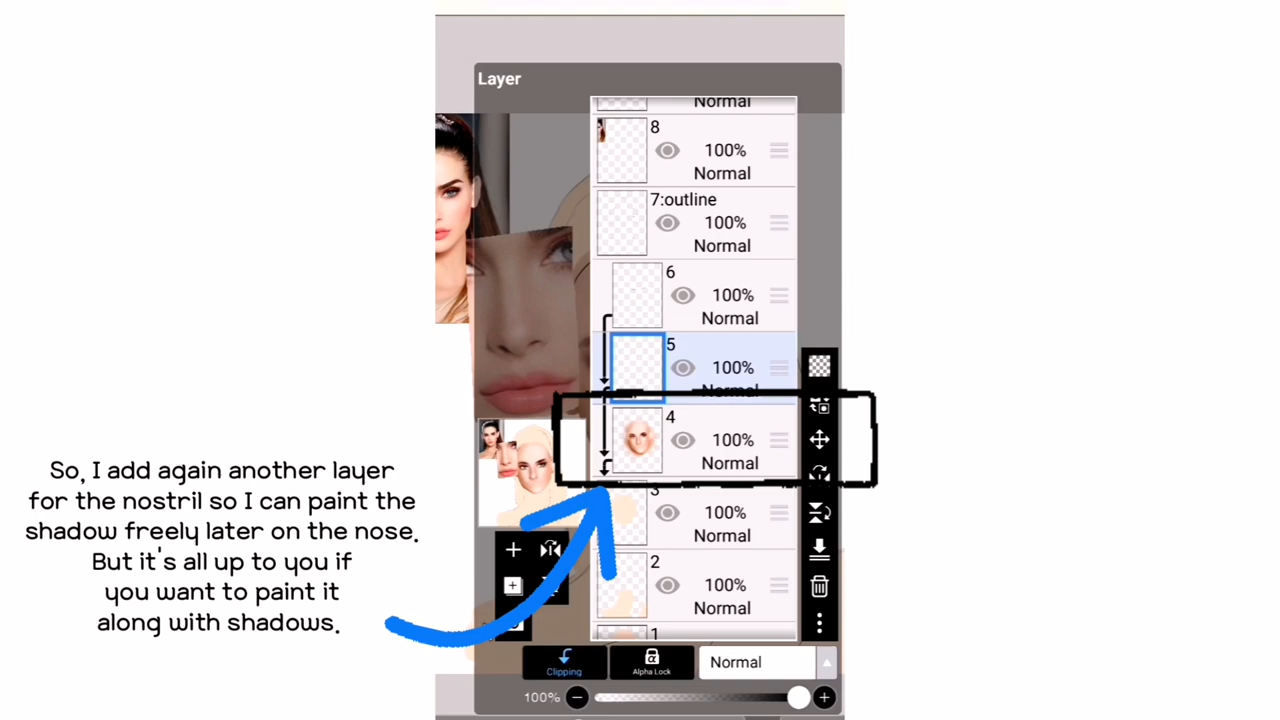 Layer
Normal
8
100%
Normal
7:outline
100%
Normal
6
100%
Normal
5
100%
Normal
4
100%
Normal
3
100%
Normal
2
100%
Normal
1
So, I add again another layer
for the nostril so I can paint the
shadow freely later on the nose.
But it's all up to you if
you want to paint it
along with shadows.
Clipping
α
Alpha Lock
Normal
100%